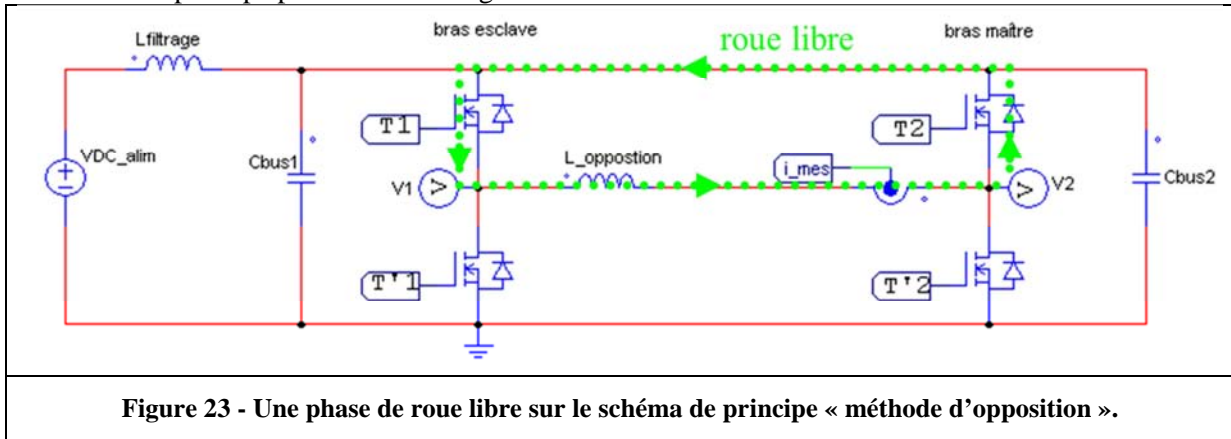 bras esclave
bras maître
Lfiltrage
roue libre
T1
T2
VDC_alim
Cbus1
L_oppostion
i_mes
V1
V2
Cbus2
T'1
T'2
Figure 23 - Une phase de roue libre sur le schéma de principe « méthode d’opposition ».